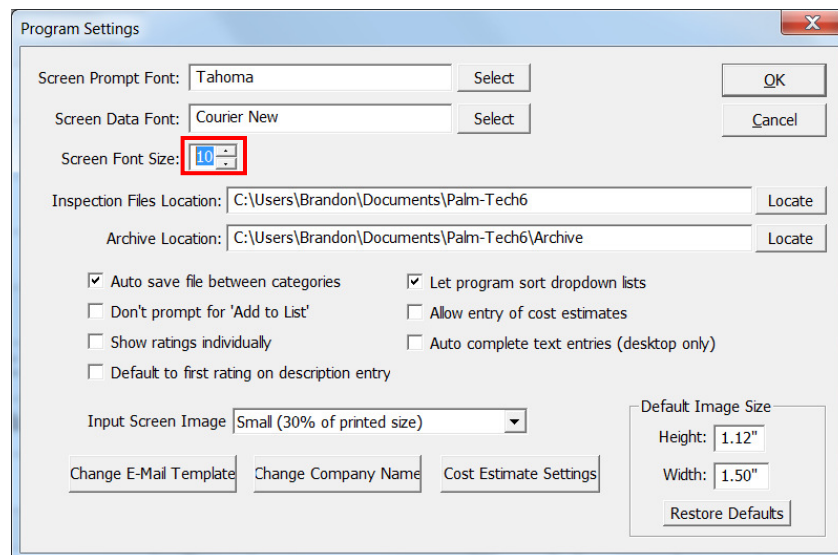 Program Settings
X
Screen Prompt Font: Tahoma Select OK
Screen Data Font: Courier New Select Cancel
Screen Font Size: 10
Inspection Files Location: C:\Users\Brandon\Documents\Palm-Tech6 Locate
Archive Location: C:\Users\Brandon\Documents\Palm-Tech6\Archive Locate
Auto save file between categories Let program sort dropdown lists
Don't prompt for 'Add to List' Allow entry of cost estimates
Show ratings individually Auto complete text entries (desktop only)
Default to first rating on description entry
Input Screen Image Small (30% of printed size)
Default Image Size
Height: 1.12"
Change E-Mail Template Change Company Name Cost Estimate Settings Width: 1.50"
Restore Defaults